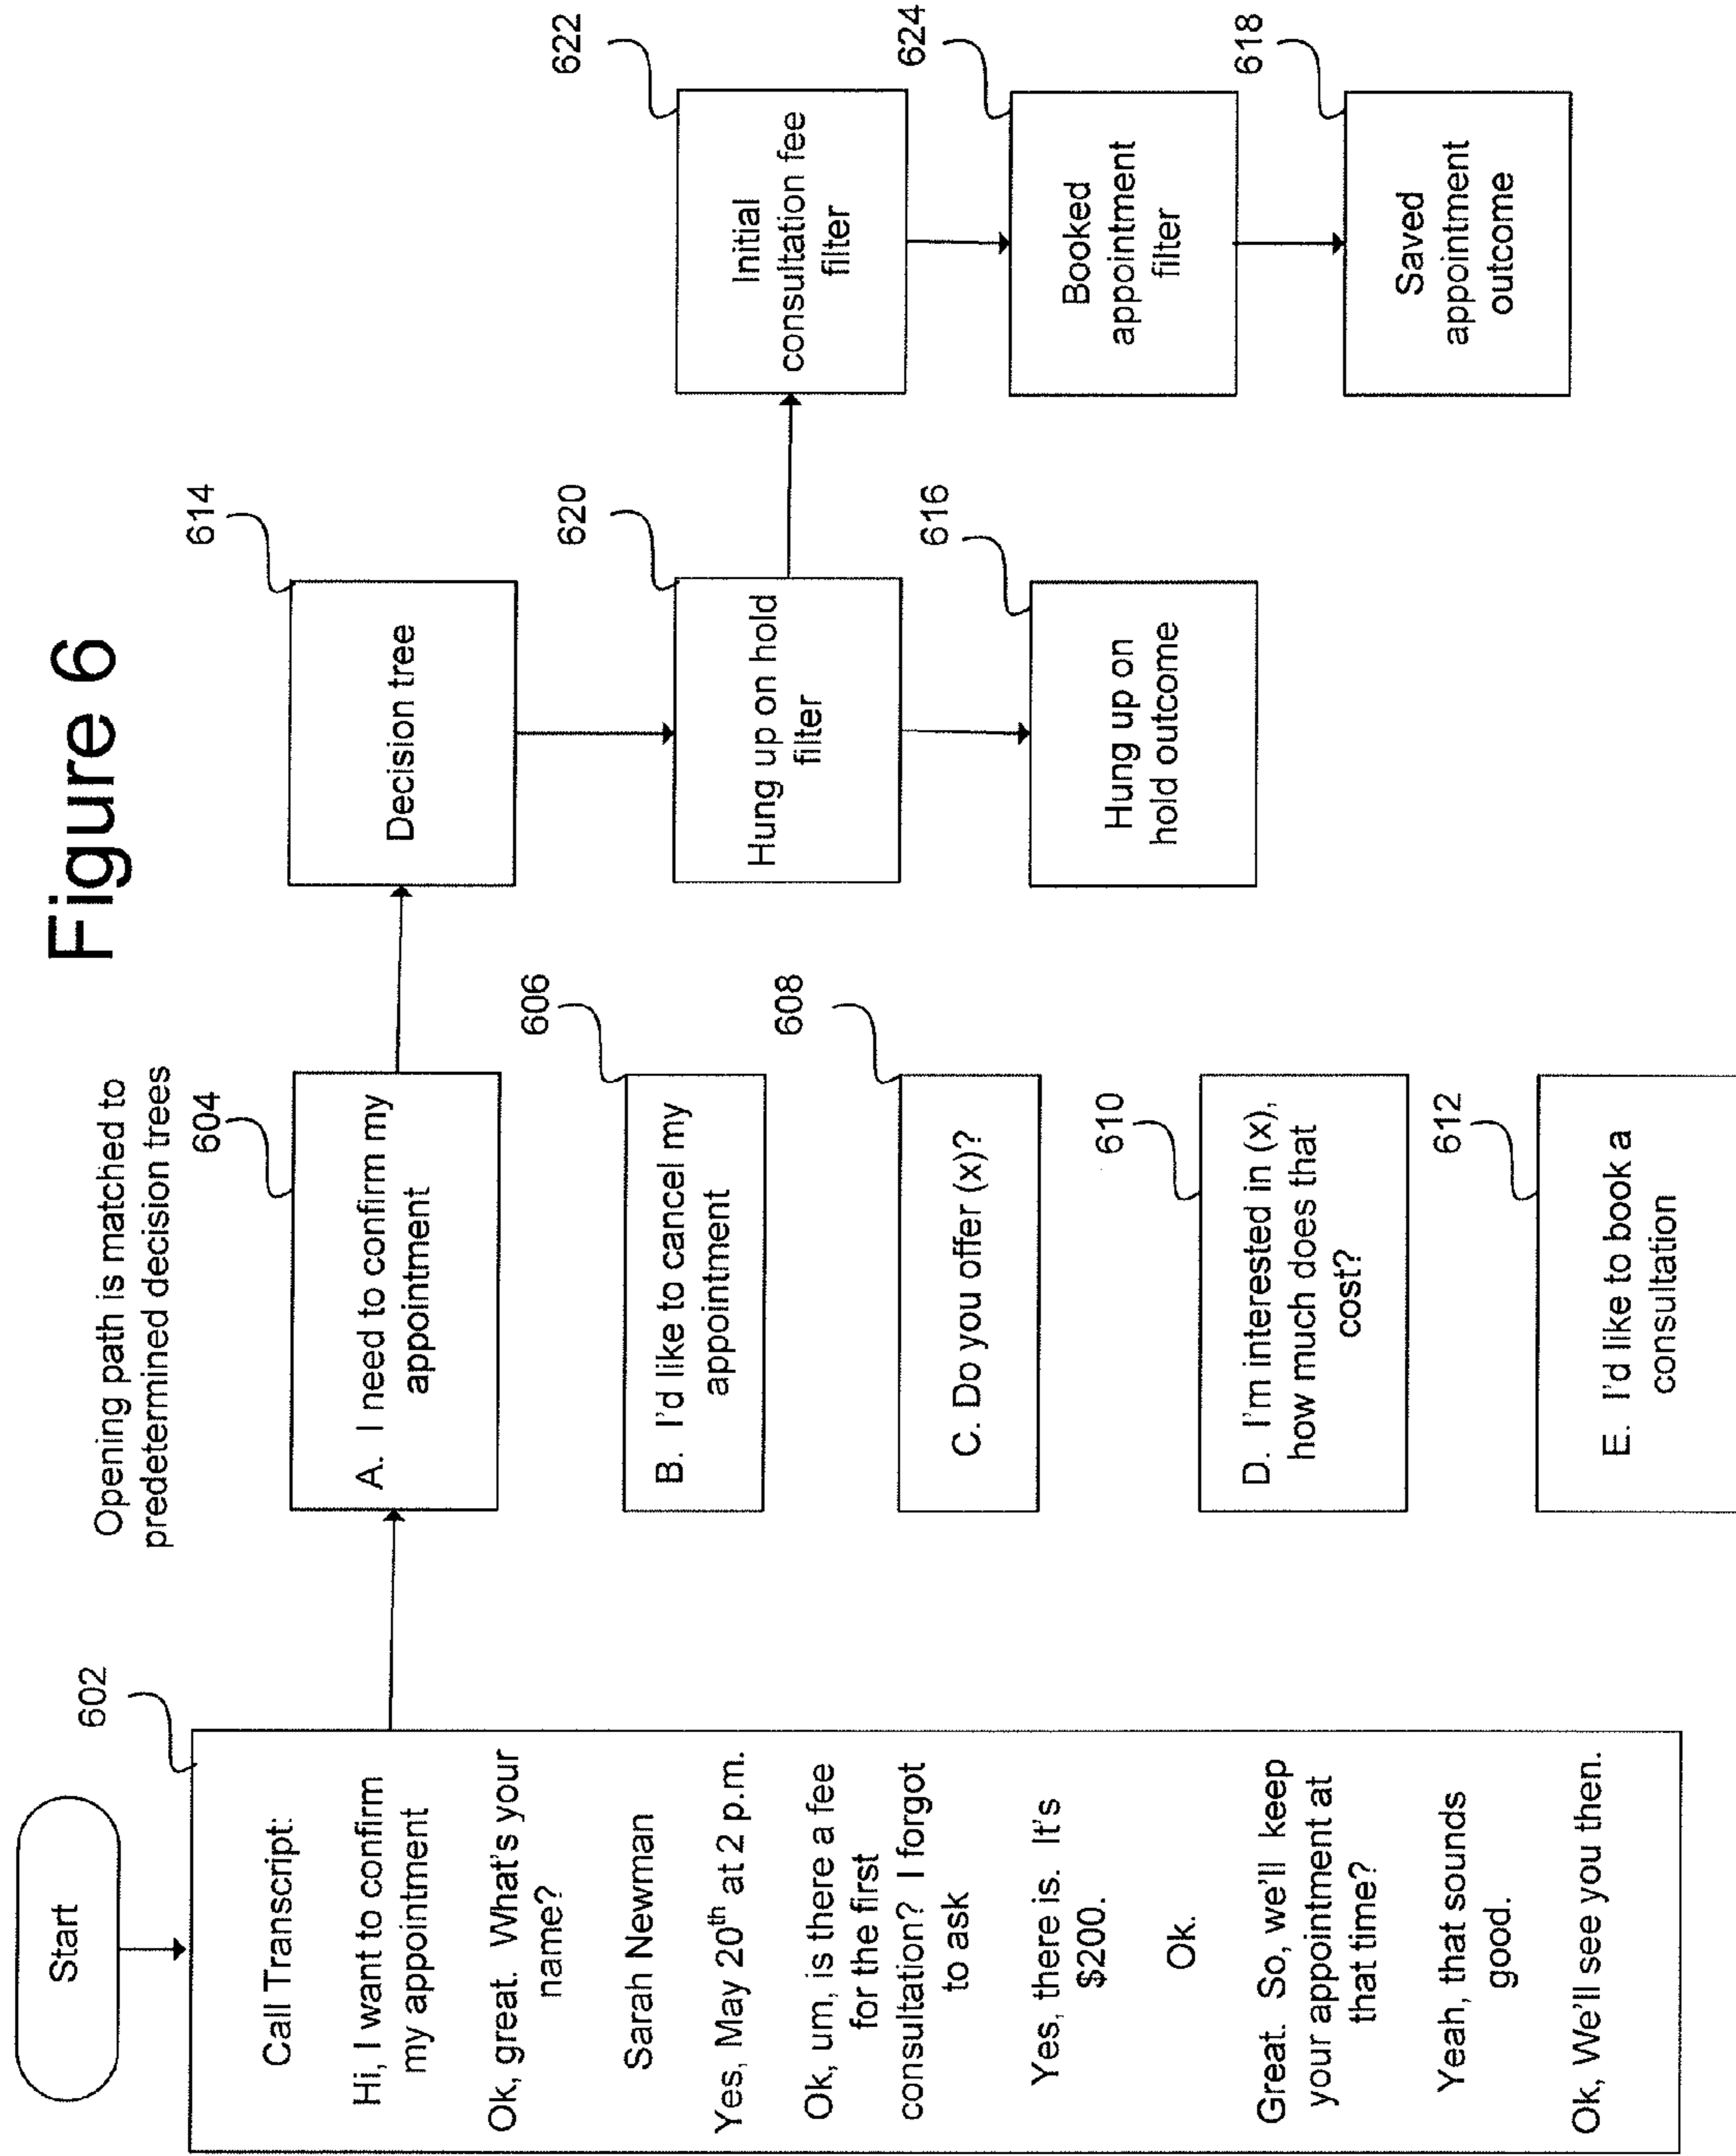 Figure 6
Start
602
Call Transcript:
Hi, I want to confirm
my appointment
Ok, great. What's your
name?
Sarah Newman
Yes, May 20th at 2 p.m.
Ok, um, is there a fee
for the first
consultation? I forgot
to ask
Yes, there is. It's
$200.
Ok.
Great. So, we'll keep
your appointment at
that time?
Yeah, that sounds
good.
Ok, We'll see you then.
Opening path is matched to
predetermined decision trees
604
A. I need to confirm my
appointment
606
B. I'd like to cancel my
appointment
608
C. Do you offer (x)?
610
D. I'm interested in (x),
how much does that
cost?
612
E. I'd like to book a
consultation
614
Decision tree
620
Hung up on hold
filter
616
Hung up on
hold outcome
622
Initial
consultation fee
filter
624
Booked
appointment
filter
618
Saved
appointment
outcome